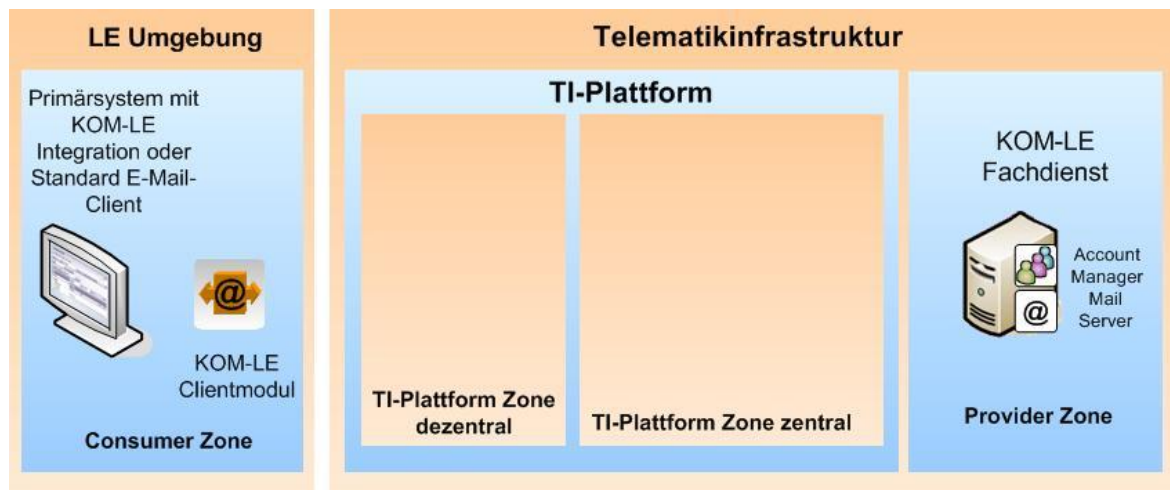 LE Umgebung
Primärsystem mit
KOM-LE
Integration oder
Standard E-Mail-
Client
@
KOM-LE
Clientmodul
Consumer Zone
Telematikinfrastruktur
TI-Plattform
TI-Plattform Zone
dezentral
TI-Plattform Zone zentral
KOM-LE
Fachdienst
Account
Manager
Mail
Server
@
Provider Zone